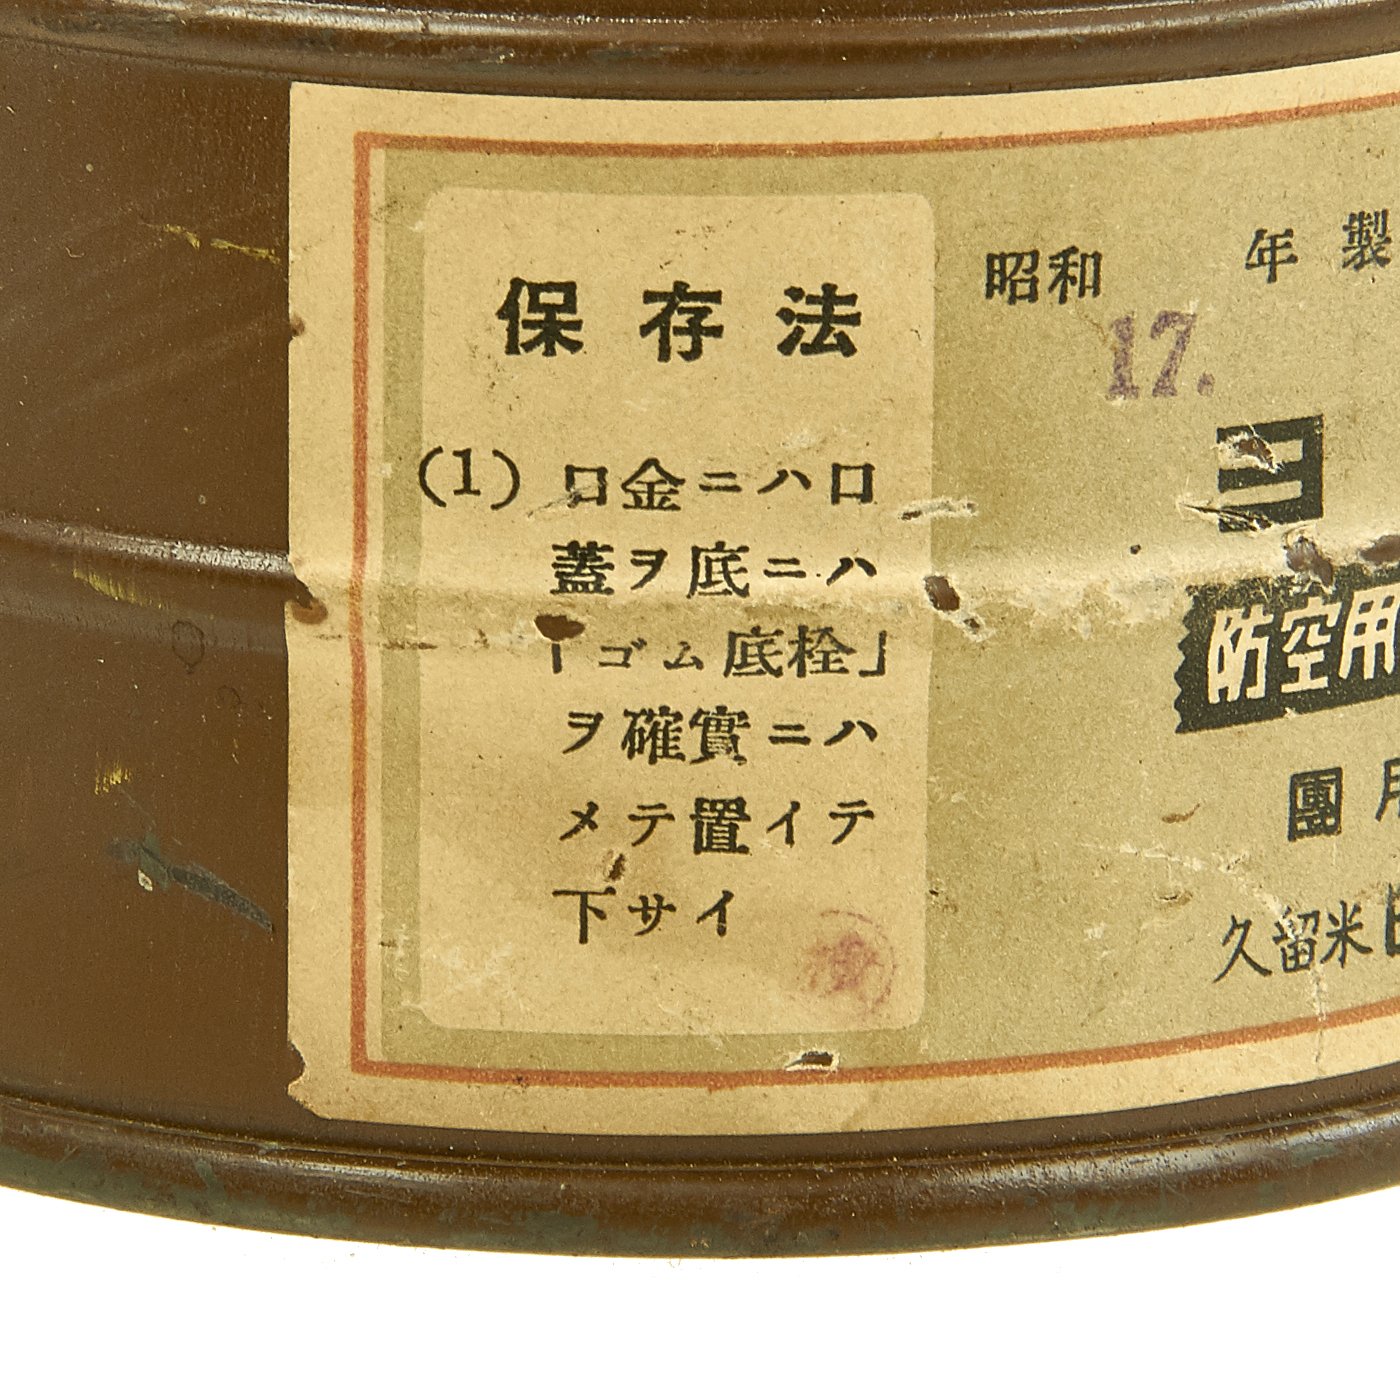 保存法
(1) 口金ニハ口
蓋ヲ底ニハ
「ゴム底栓」
ヲ確實ニハ
メテ置イテ
下サイ
昭和 年製
17.
防空用
團
久留米